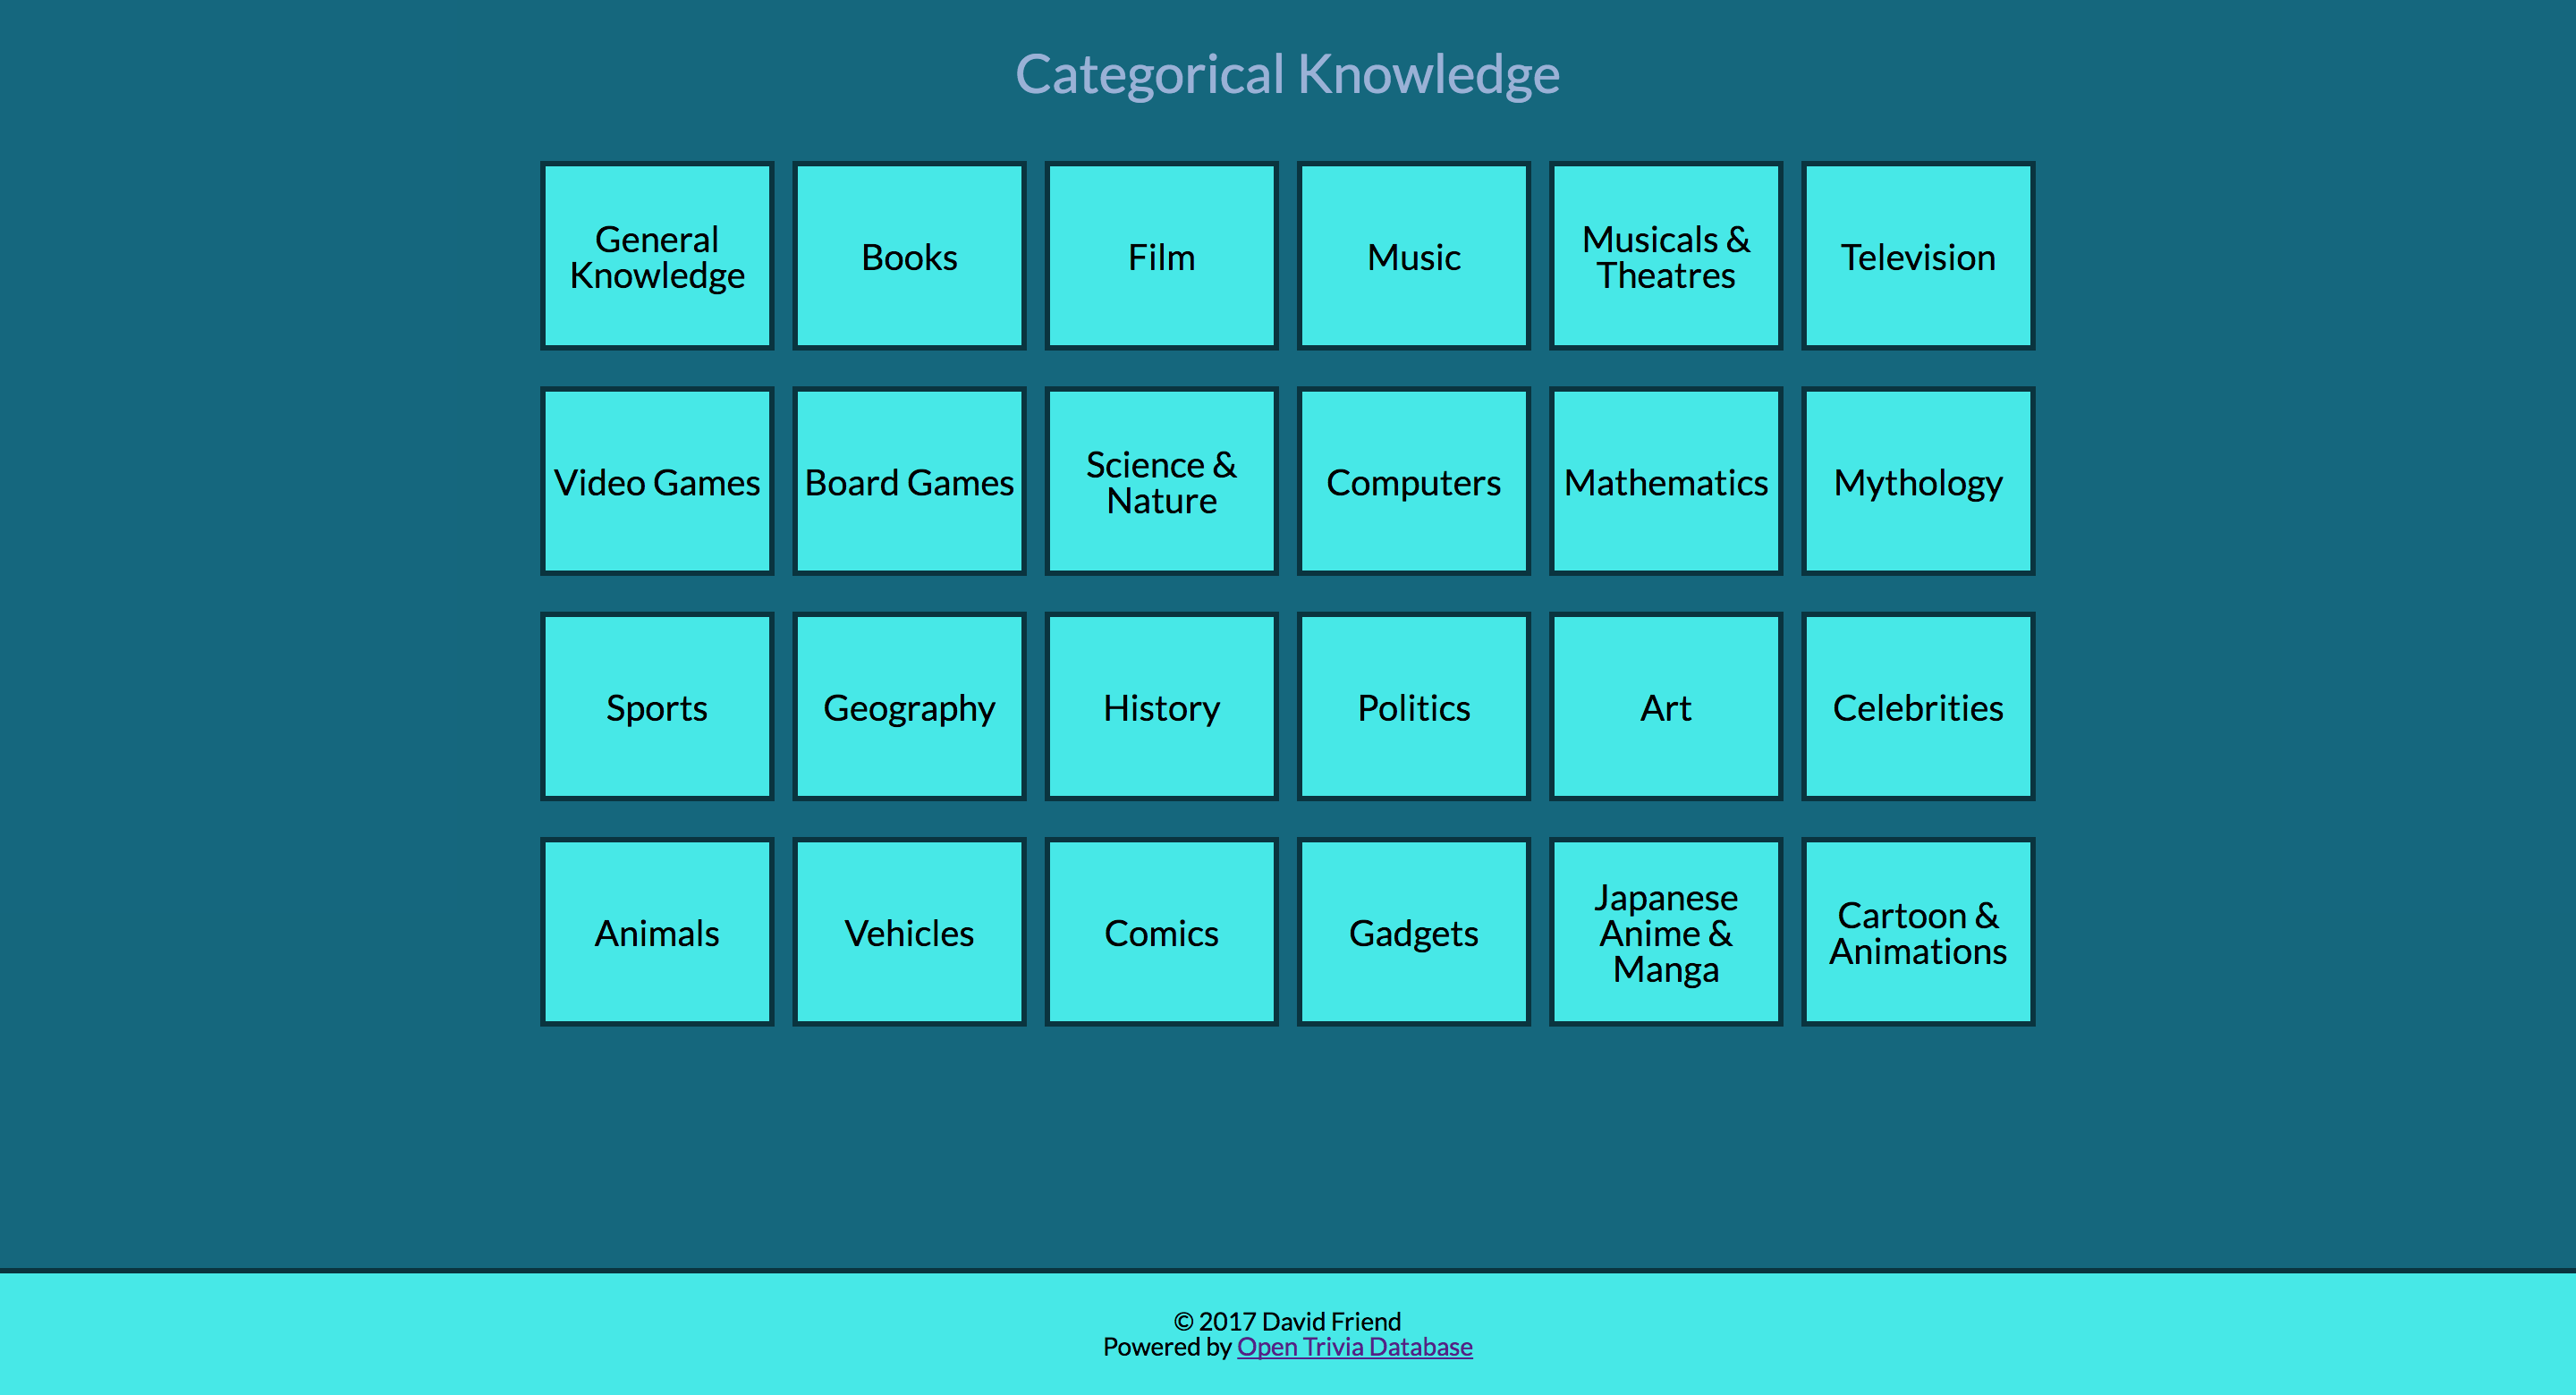 Categorical Knowledge
General
Knowledge
Books
Film
Music
Musicals &
Theatres
Television
Video Games
Board Games
Science &
Nature
Computers
Mathematics
Mythology
Sports
Geography
History
Politics
Art
Celebrities
Animals
Vehicles
Comics
Gadgets
Japanese
Anime &
Manga
Cartoon &
Animations
© 2017 David Friend
Powered by Open Trivia Database